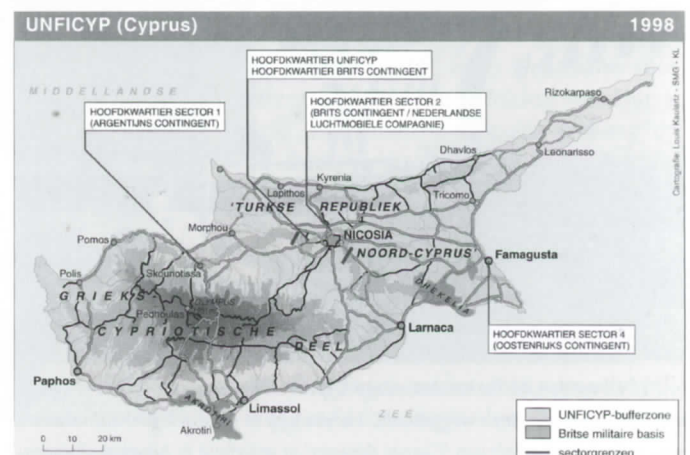 UNFICYP (Cyprus)
1998
HOOFDKWARTIER UNFICYP
HOOFDKWARTIER BRITS CONTINGENT
MIDDELLANDSE
HOOFDKWARTIER SECTOR 1
(ARGENTIJNS CONTINGENT)
HOOFDKWARTIER SECTOR 2
(BRITS CONTINGENT / NEDERLANDSE
LUCHTMOBIELE COMPAGNIE)
Rizokarpaso
Cartografie: Louis Kauiertz - SMG - KL
Dhavlos
Leonarisso
Kyrenia
Lapithos
Tricomo
'TURKSE REPUBLIEK
Morphou
NICOSIA
Pomos
NOORD-CYPRUS'
Famagusta
Skouriotissa
Polis
DHEKELIA
GRIEKS
Pedhoulas
CYPRIOTISCHE
Larnaca
DEEL
HOOFDKWARTIER SECTOR 4
(OOSTENRIJKS CONTINGENT)
Paphos
AKROTIRI
Limassol
ZEE
Akrotiri
UNFICYP-bufferzone
Britse militaire basis
sectorgrenzen
0 10 20 km